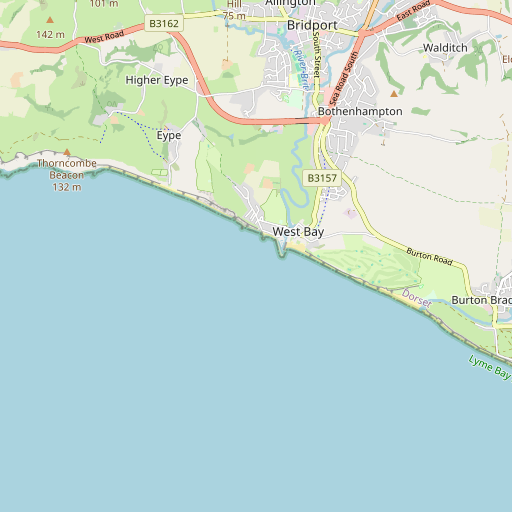 Allington
Hill
75 m
101 m
142 m
B3162
West Road
Bridport
East Road
Walditch
South Street
River Brit
Sea Road South
Higher Eype
Bothenhampton
Eype
Thorncombe
Beacon
132 m
B3157
West Bay
Burton Road
Dorset
Burton Brad
Lyme Bay